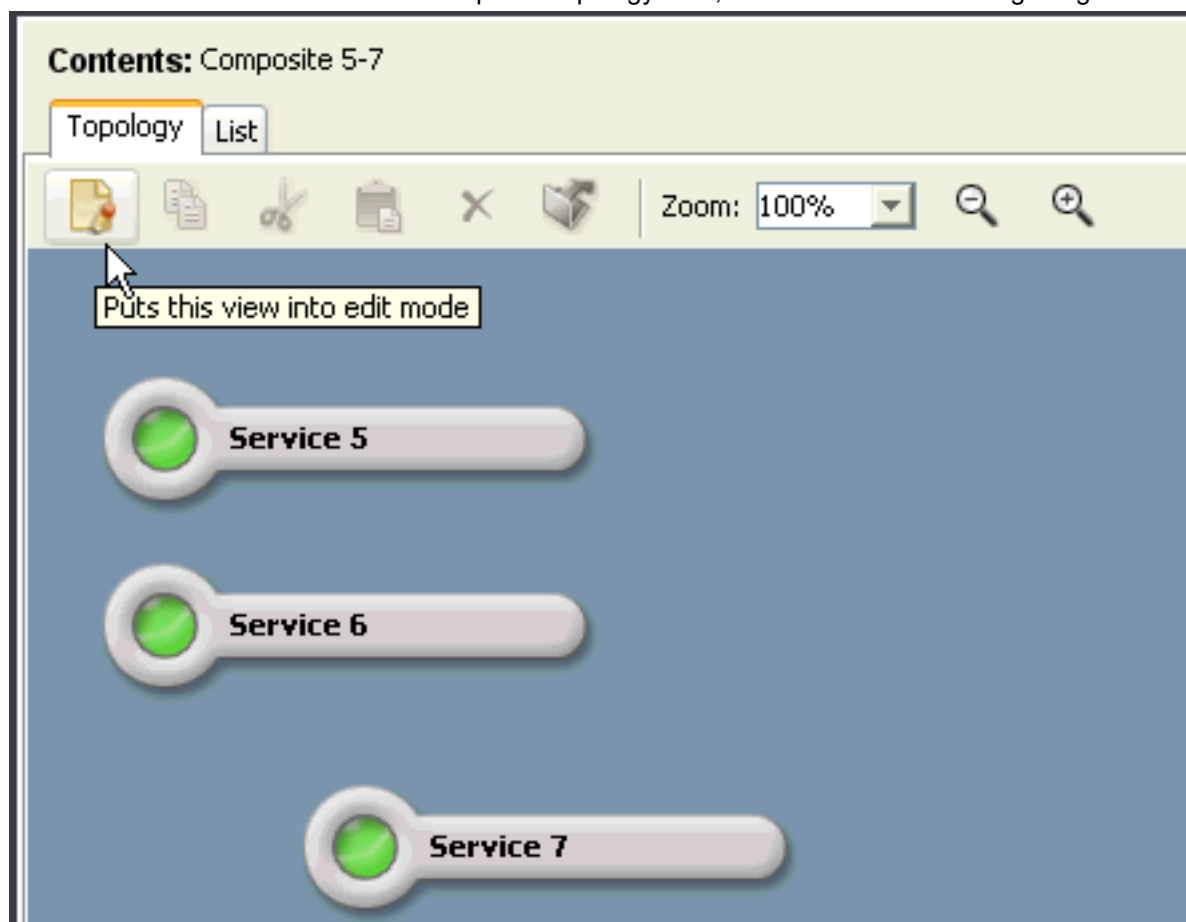 Contents: Composite 5-7
Topology List
Zoom: 100%
Puts this view into edit mode
Service 5
Service 6
Service 7